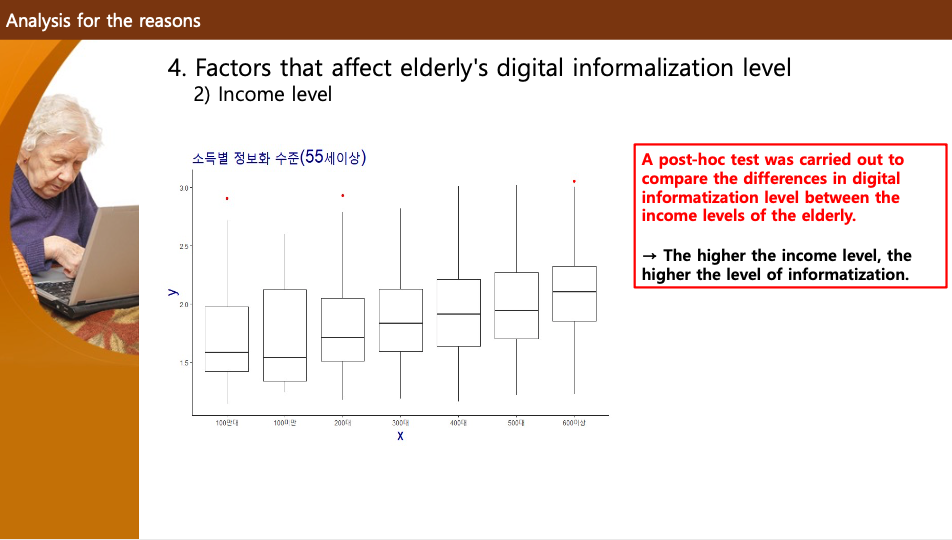 Analysis for the reasons
4. Factors that affect elderly's digital informalization level
2) Income level
소득별 정보화 수준(55세이상)
A post-hoc test was carried out to
compare the differences in digital
informatization level between the
income levels of the elderly.
→ The higher the income level, the
higher the level of informatization.
3.0
2.5
2.0
1.5
y
100만대
100미만
200대
300대
400대
500대
600이상
x